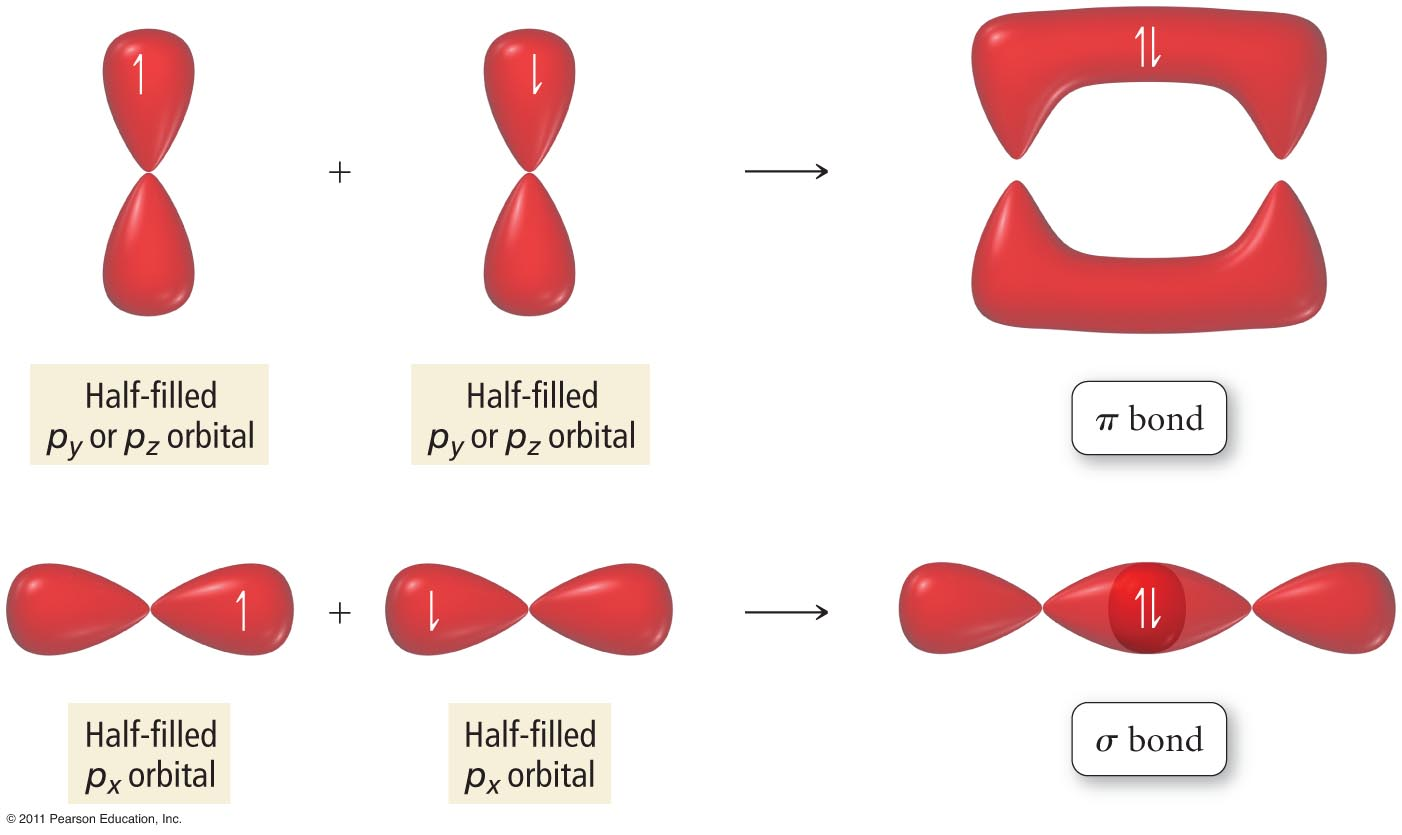 ↿
⇂
↿⇂
+
⟶
Half-filled
p_y or p_z orbital
Half-filled
p_y or p_z orbital
π bond
↿
+
⇂
⟶
↿⇂
Half-filled
p_x orbital
Half-filled
p_x orbital
σ bond
© 2011 Pearson Education, Inc.